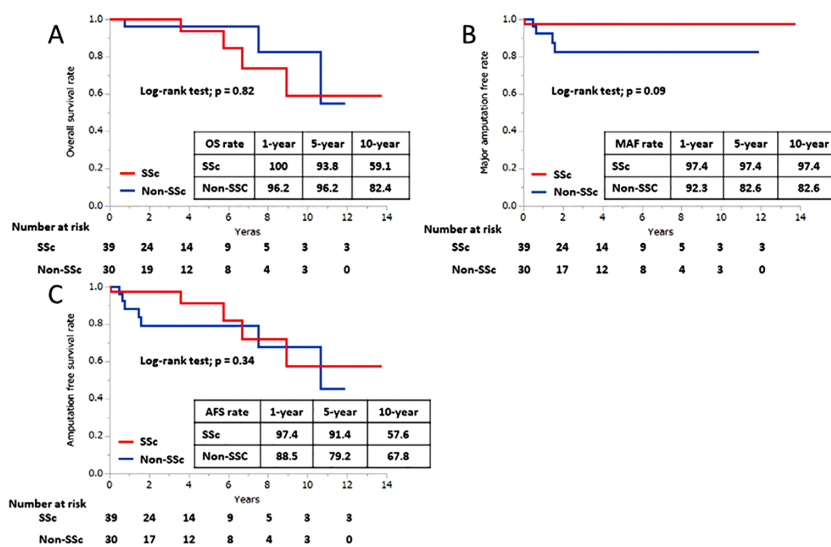 A
1.0
0.8
0.6
0.4
0.2
0.0
Overall survival rate
Log-rank test; p = 0.82
OS rate 1-year 5-year 10-year
SSc 100 93.8 59.1
Non-SSC 96.2 96.2 82.4
SSc
Non-SSc
0 2 4 6 8 10 12 14
Yeras
Number at risk
SSc 39 24 14 9 5 3 3
Non-SSc 30 19 12 8 4 3 0
B
1.0
0.8
0.6
0.4
0.2
0.0
Major amputation free rate
Log-rank test; p = 0.09
MAF rate 1-year 5-year 10-year
SSc 97.4 97.4 97.4
Non-SSC 92.3 82.6 82.6
SSc
Non-SSc
0 2 4 6 8 10 12 14
Years
Number at risk
SSc 39 24 14 9 5 3 3
Non-SSc 30 17 12 8 4 3 0
C
1.0
0.8
0.6
0.4
0.2
0.0
Amputation free survival rate
Log-rank test; p = 0.34
AFS rate 1-year 5-year 10-year
SSc 97.4 91.4 57.6
Non-SSC 88.5 79.2 67.8
SSc
Non-SSc
0 2 4 6 8 10 12 14
Years
Number at risk
SSc 39 24 14 9 5 3 3
Non-SSc 30 17 12 8 4 3 0